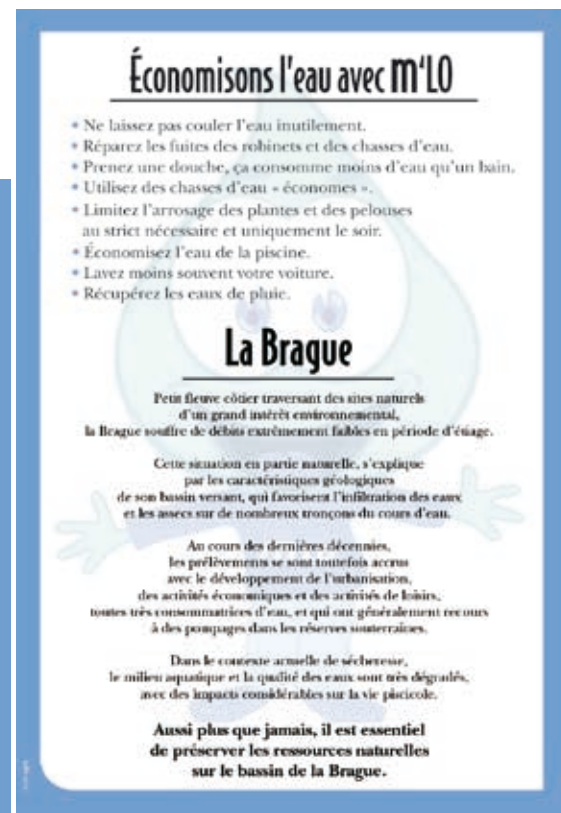 Économisons l'eau avec m'LO
• Ne laissez pas couler l'eau inutilement.
• Réparez les fuites des robinets et des chasses d'eau.
• Prenez une douche, ça consomme moins d'eau qu'un bain.
• Utilisez des chasses d'eau « économes ».
• Limitez l'arrosage des plantes et des pelouses
au strict nécessaire et uniquement le soir.
• Économisez l'eau de la piscine.
• Lavez moins souvent votre voiture.
• Récupérez les eaux de pluie.
La Brague
Petit fleuve côtier traversant des sites naturels
d'un grand intérêt environnemental,
la Brague souffre de débits extrêmement faibles en période d'étiage.
Cette situation en partie naturelle, s'explique
par les caractéristiques géologiques
de son bassin versant, qui favorisent l'infiltration des eaux
et les assecs sur de nombreux tronçons du cours d'eau.
Au cours des dernières décennies,
les prélèvements se sont toutefois accrus
avec le développement de l'urbanisation,
des activités économiques et des activités de loisirs,
toutes très consommatrices d'eau, et qui ont généralement recours
à des pompages dans les réserves souterraines.
Dans le contexte actuelle de sécheresse,
le milieu aquatique et la qualité des eaux sont très dégradés,
avec des impacts considérables sur la vie piscicole.
Aussi plus que jamais, il est essentiel
de préserver les ressources naturelles
sur le bassin de la Brague.